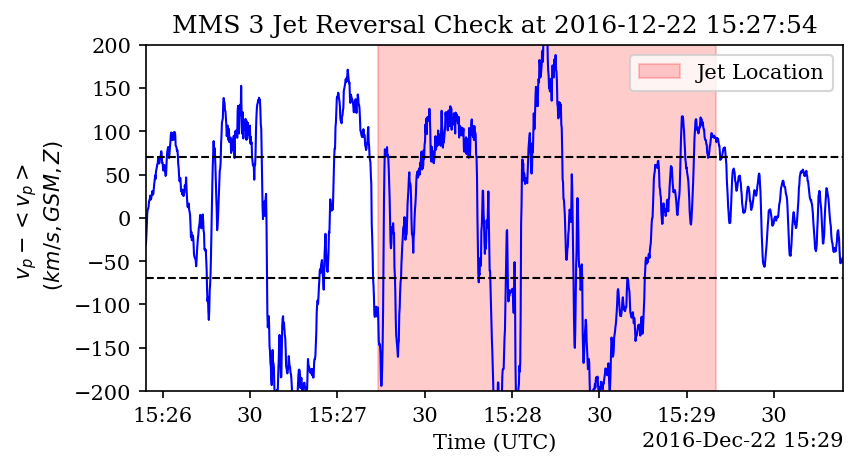 MMS 3 Jet Reversal Check at 2016-12-22 15:27:54
Jet Location
200
150
100
50
0
−50
−100
−150
−200
v_p − < v_p >
(km/s, GSM, Z)
15:26 30 15:27 30 15:28 30 15:29 30
Time (UTC)
2016-Dec-22 15:29